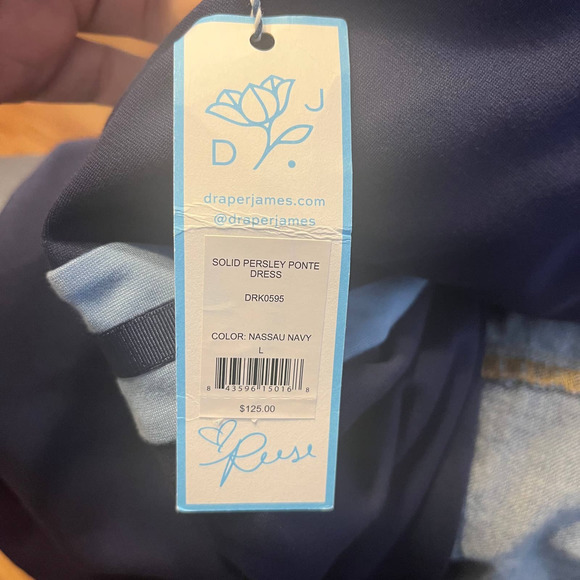 D J
draperjames.com
@draperjames
SOLID PERSLEY PONTE
DRESS
DRK0595
COLOR: NASSAU NAVY
L
8 43596 15016 8
$125.00
Reese